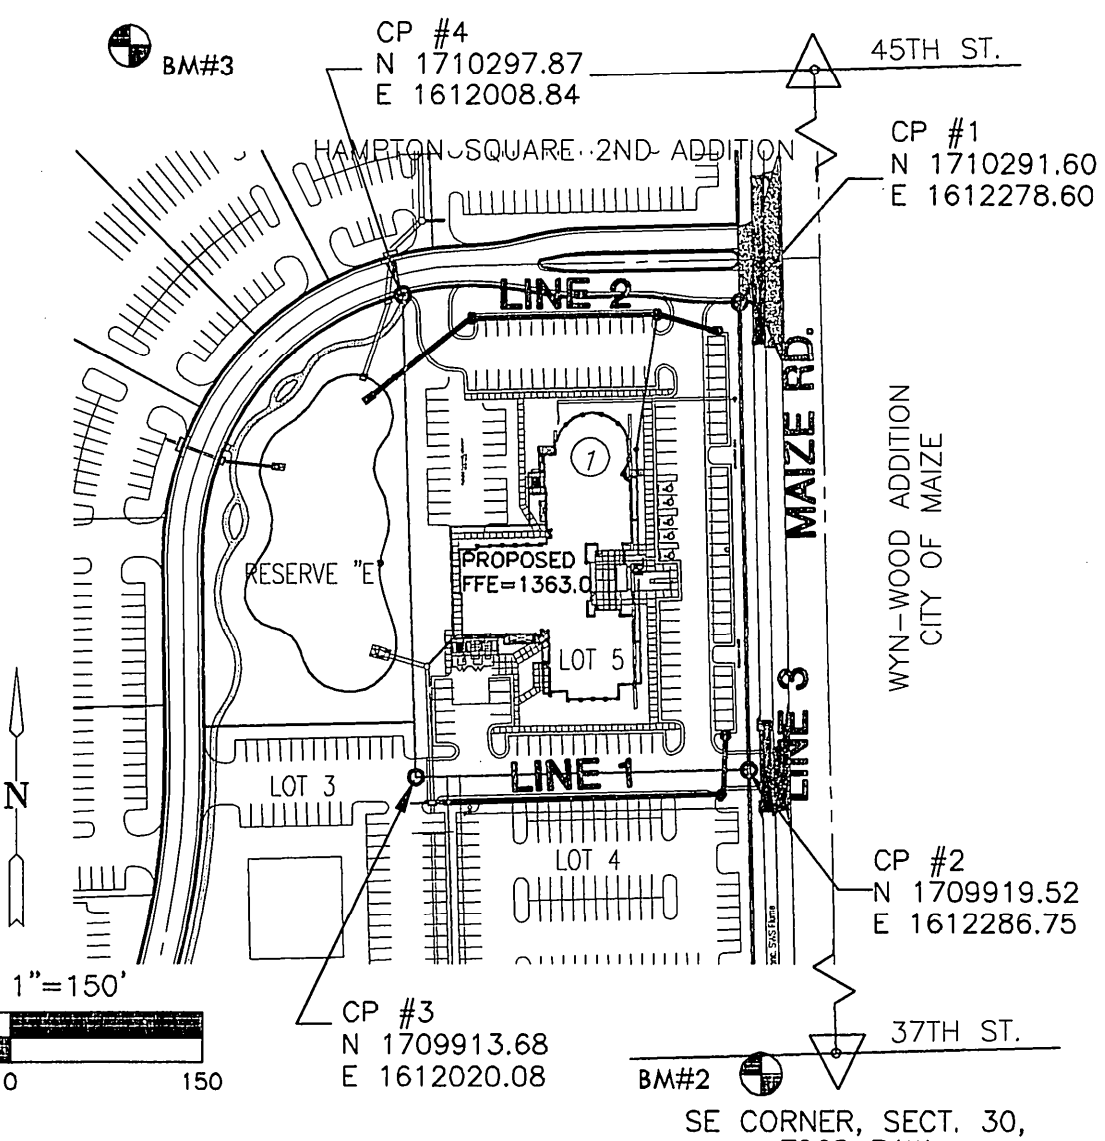 CP #4
N 1710297.87
E 1612008.84
BM#3
45TH ST.
CP #1
N 1710291.60
E 1612278.60
HAMPTON SQUARE 2ND ADDITION
LINE 2
MAIZE RD.
WYN-WOOD ADDITION
CITY OF MAIZE
1
PROPOSED
FFE=1363.0
RESERVE "E"
LOT 5
LINE 3
N
LOT 3
LINE 1
LOT 4
CP #2
N 1709919.52
E 1612286.75
SWS Flume
1"=150'
0 150
CP #3
N 1709913.68
E 1612020.08
37TH ST.
BM#2
SE CORNER, SECT. 30,